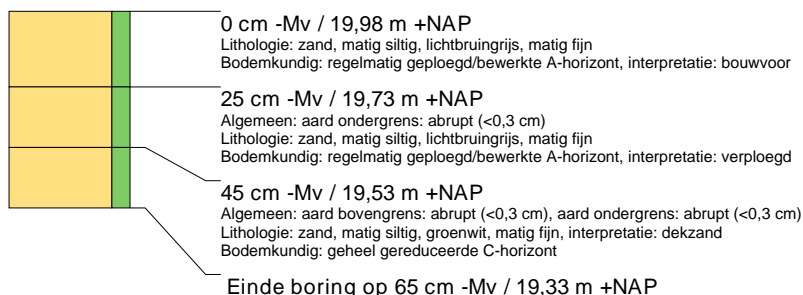 0 cm -Mv / 19,98 m +NAP
Lithologie: zand, matig siltig, lichtbruingrijs, matig fijn
Bodemkundig: regelmatig geploegd/bewerkte A-horizont, interpretatie: bouwvoor
25 cm -Mv / 19,73 m +NAP
Algemeen: aard ondergrens: abrupt (<0,3 cm)
Lithologie: zand, matig siltig, lichtbruingrijs, matig fijn
Bodemkundig: regelmatig geploegd/bewerkte A-horizont, interpretatie: verploegd
45 cm -Mv / 19,53 m +NAP
Algemeen: aard bovengrens: abrupt (<0,3 cm), aard ondergrens: abrupt (<0,3 cm)
Lithologie: zand, matig siltig, groenwit, matig fijn, interpretatie: dekzand
Bodemkundig: geheel gereduceerde C-horizont
Einde boring op 65 cm -Mv / 19,33 m +NAP